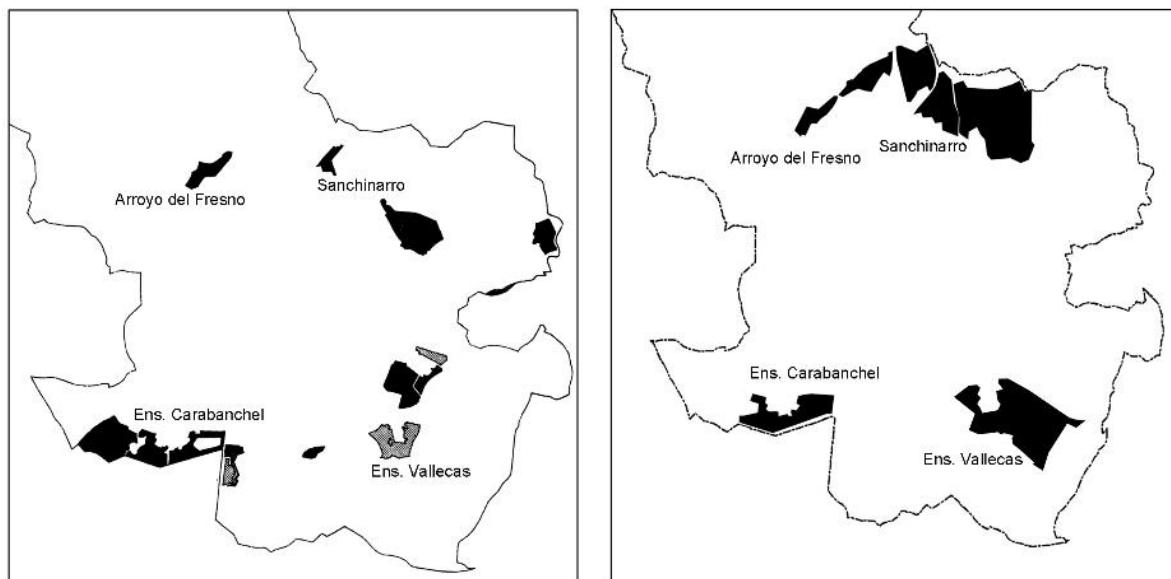 Arroyo del Fresno
Sanchinarro
Ens. Carabanchel
Ens. Vallecas
Arroyo del Fresno
Sanchinarro
Ens. Carabanchel
Ens. Vallecas